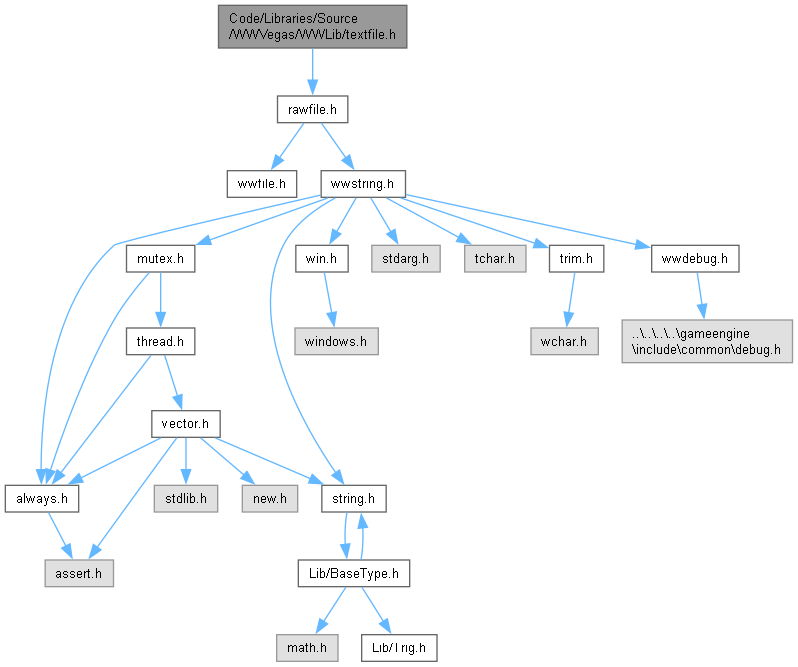 Code/Libraries/Source
/WWVegas/WWLib/textfile.h
rawfile.h
wwfile.h
wwstring.h
mutex.h
win.h
stdarg.h
tchar.h
trim.h
wwdebug.h
thread.h
windows.h
wchar.h
..\..\..\..\gameengine
\include\common\debug.h
vector.h
always.h
stdlib.h
new.h
string.h
assert.h
Lib/BaseType.h
math.h
Lib/Trig.h